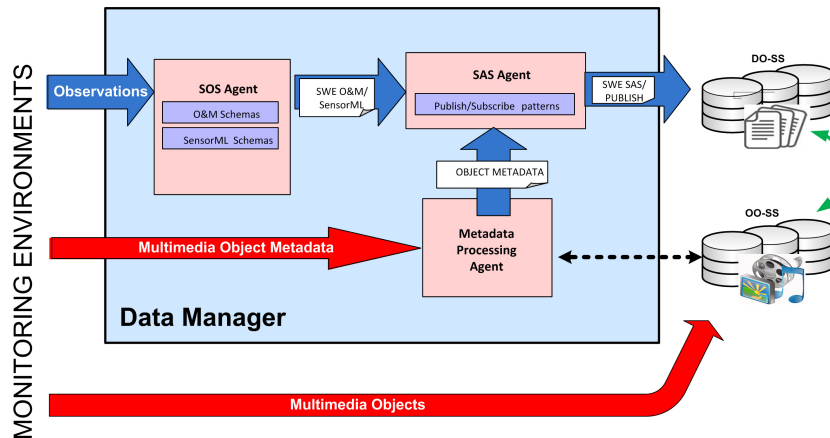 MONITORING ENVIRONMENTS
Observations
SOS Agent
O&M Schemas
SensorML Schemas
SWE O&M/
SensorML
SAS Agent
Publish/Subscribe patterns
SWE SAS/
PUBLISH
DO-SS
OBJECT METADATA
Multimedia Object Metadata
Metadata
Processing
Agent
OO-SS
Data Manager
Multimedia Objects